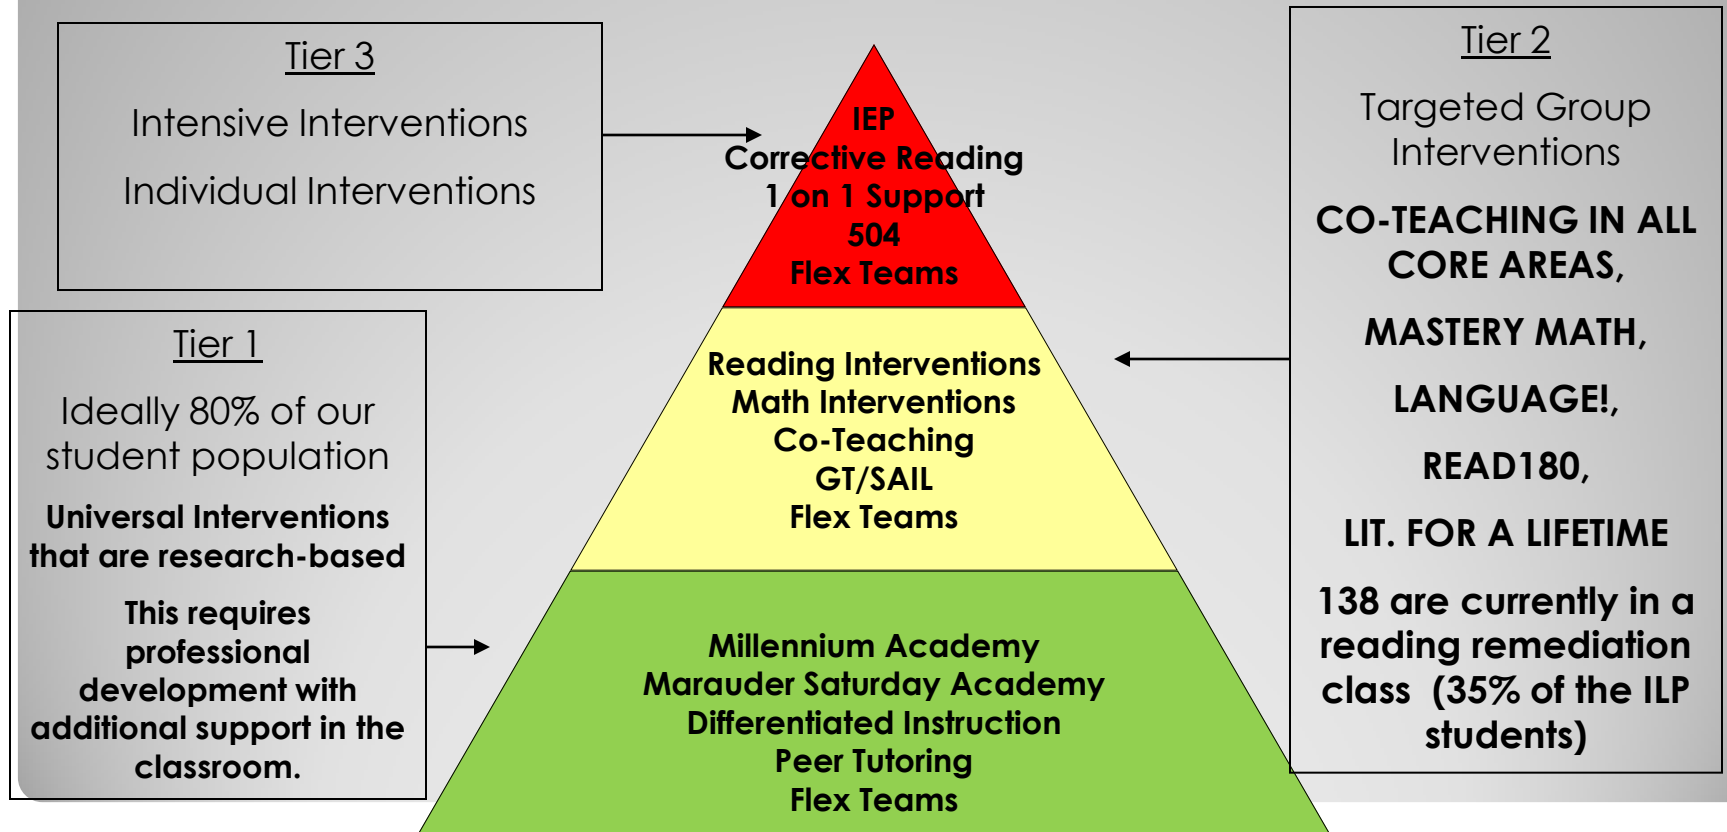 Tier 3
Intensive Interventions
Individual Interventions
Tier 1
Ideally 80% of our
student population
Universal Interventions
that are research-based
This requires
professional
development with
additional support in the
classroom.
IEP
Corrective Reading
1 on 1 Support
504
Flex Teams
Reading Interventions
Math Interventions
Co-Teaching
GT/SAIL
Flex Teams
Millennium Academy
Marauder Saturday Academy
Differentiated Instruction
Peer Tutoring
Flex Teams
Tier 2
Targeted Group
Interventions
CO-TEACHING IN ALL
CORE AREAS,
MASTERY MATH,
LANGUAGE!,
READ180,
LIT. FOR A LIFETIME
138 are currently in a
reading remediation
class (35% of the ILP
students)